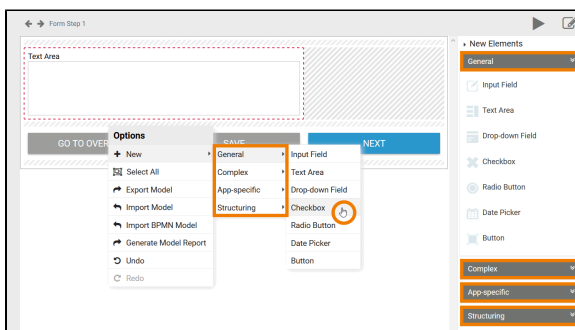 Form Step 1
Text Area
GO TO OVER
SAVE
NEXT
Options
New
Select All
Export Model
Import Model
Import BPMN Model
Generate Model Report
Undo
Redo
General
Complex
App-specific
Structuring
Input Field
Text Area
Drop-down Field
Checkbox
Radio Button
Date Picker
Button
New Elements
General
Input Field
Text Area
Drop-down Field
Checkbox
Radio Button
Date Picker
Button
Complex
App-specific
Structuring